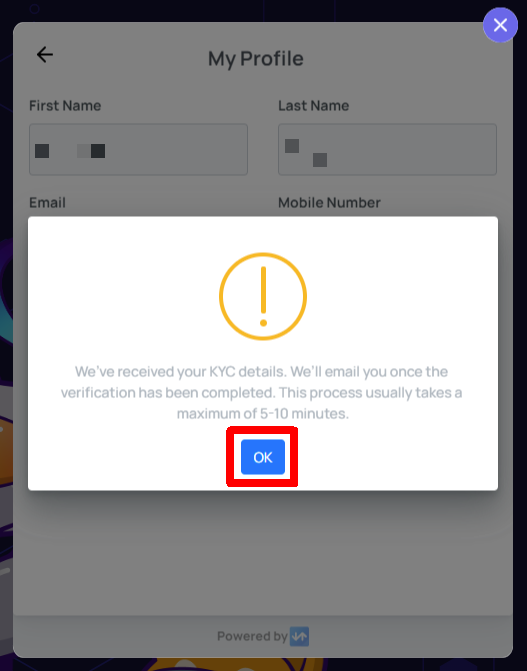 My Profile
First Name
Last Name
Email
Mobile Number
We've received your KYC details. We'll email you once the
verification has been completed. This process usually takes a
maximum of 5-10 minutes.
OK
Powered by